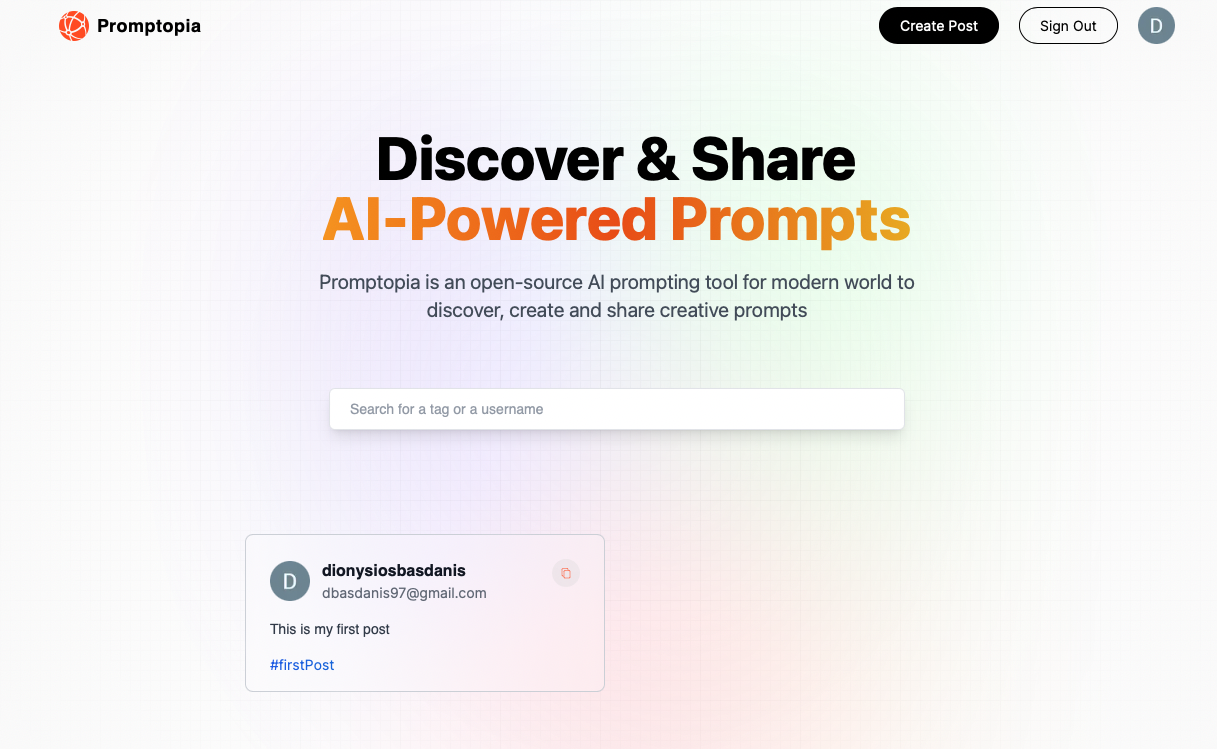 Promptopia
Create Post
Sign Out
D
Discover & Share
AI-Powered Prompts
Promptopia is an open-source AI prompting tool for modern world to
discover, create and share creative prompts
Search for a tag or a username
D
dionysiosbasdanis
dbasdanis97@gmail.com
This is my first post
#firstPost